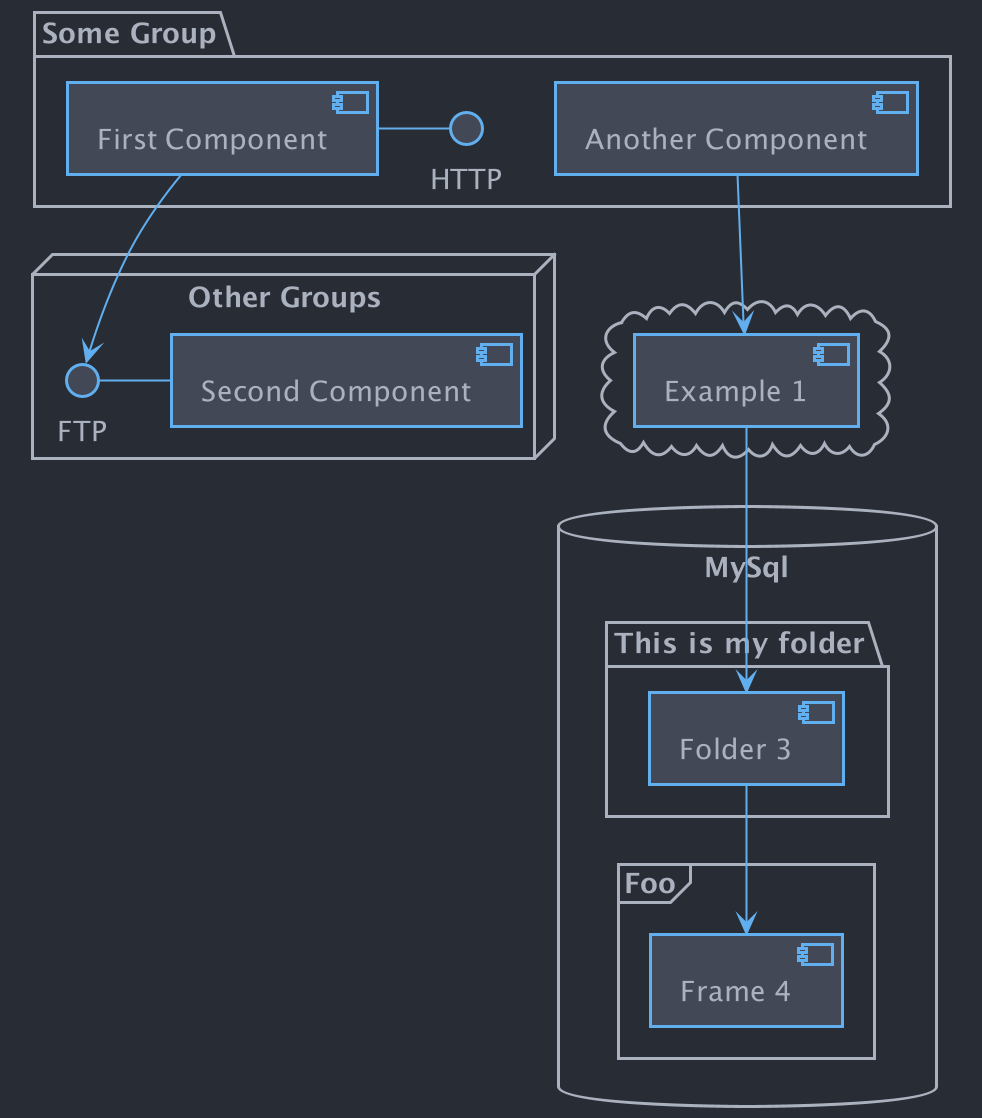 Some Group
First Component
HTTP
Another Component
Other Groups
Second Component
FTP
Example 1
MySql
This is my folder
Folder 3
Foo
Frame 4